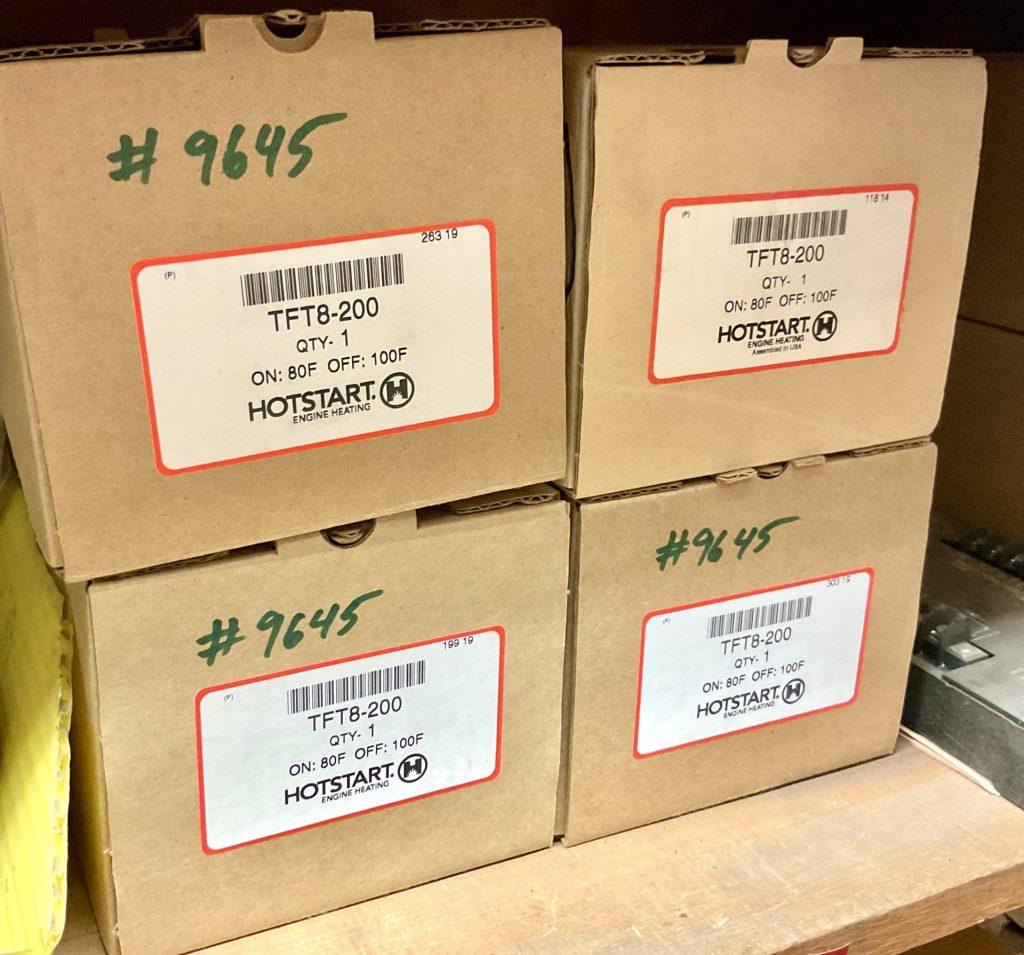 # 9645
263 19
(P)
TFT8-200
QTY- 1
ON: 80F OFF: 100F
HOTSTART.
ENGINE HEATING
118 14
(P)
TFT8-200
QTY- 1
ON: 80F OFF: 100F
HOTSTART.
ENGINE HEATING
Assembled in USA
# 9645
199 19
(P)
TFT8-200
QTY- 1
ON: 80F OFF: 100F
HOTSTART.
ENGINE HEATING
#9645
303 19
(P)
TFT8-200
QTY- 1
ON: 80F OFF: 100F
HOTSTART.
ENGINE HEATING